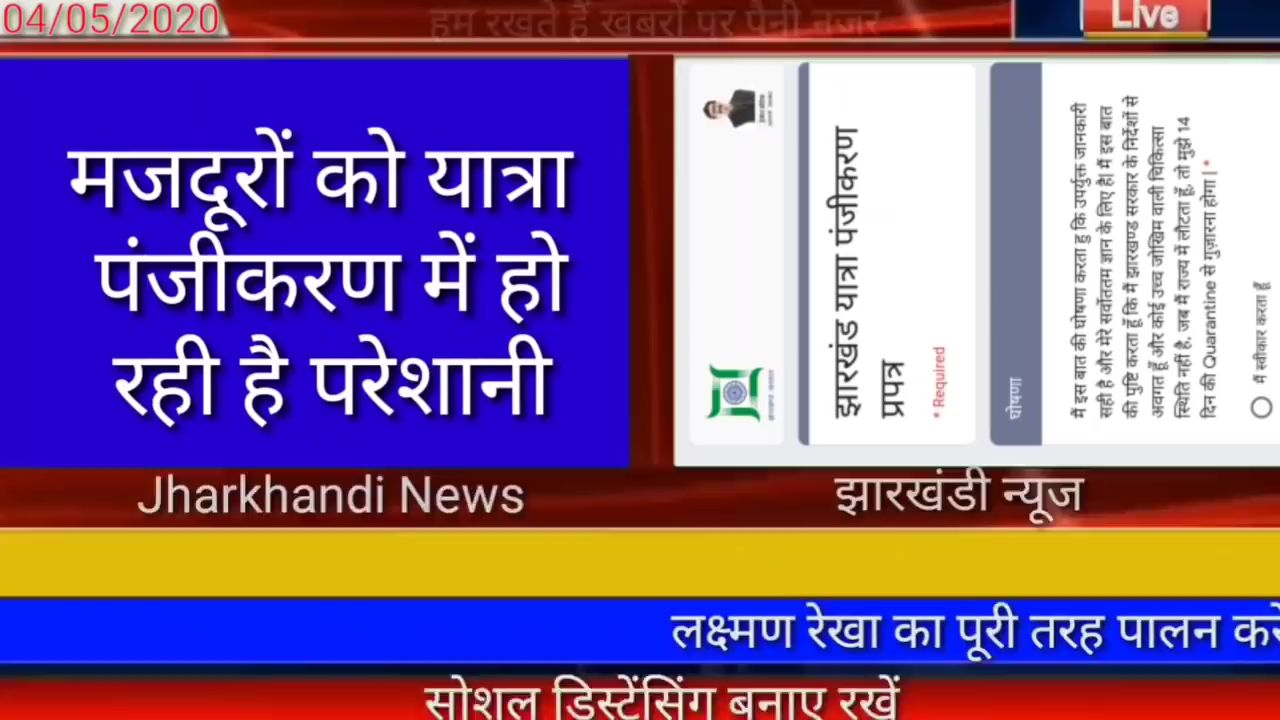 04/05/2020
हम रखते हैं खबरों पर पैनी नजर
Live
मजदूरों को यात्रा
पंजीकरण में हो
रही है परेशानी
झारखंड यात्रा पंजीकरण
प्रपत्र
* Required
घोषणा
मैं इस बात की घोषणा करता हू कि उपर्युक्त जानकारी
सही है और मेरे सर्वोततम ज्ञान के लिए है। मैं इस बात
की पुष्टि करता हूँ कि मैं झारखण्ड सरकार के निर्देशों से
अवगत हूँ और कोई उच्च जोखिम वाली चिकित्सा
स्थिति नहीं है. जब मैं राज्य में लौटता हूँ, तो मुझे 14
दिन की Quarantine से गुज़ारना होगा | *
मैं स्वीकार करता हूँ
Jharkhandi News
झारखंडी न्यूज
लक्ष्मण रेखा का पूरी तरह पालन करे
सोशल डिस्टेंसिंग बनाए रखें